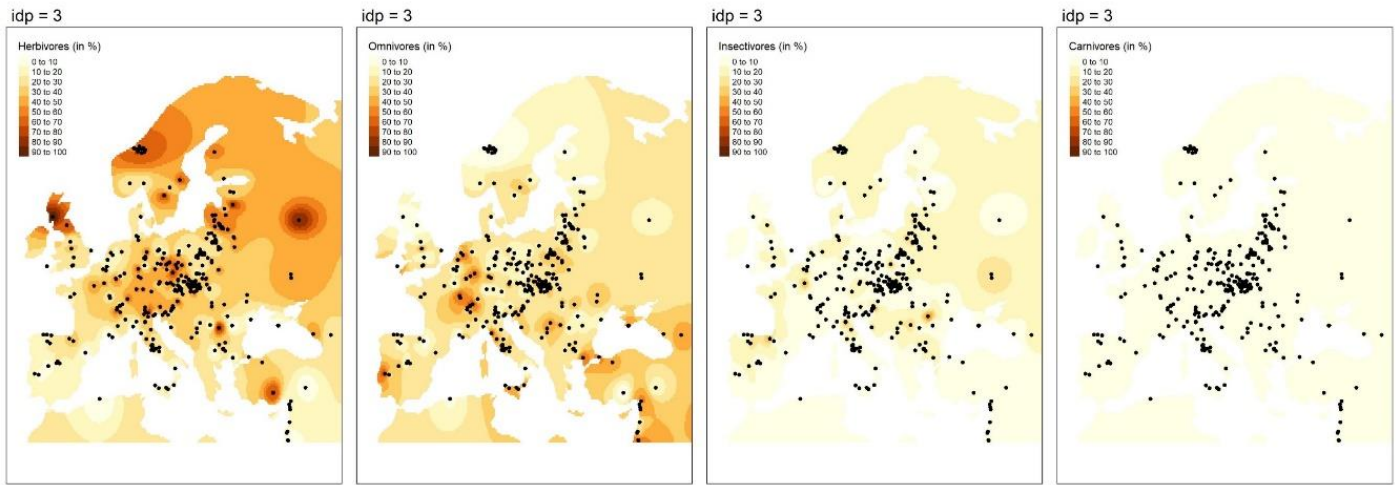 idp = 3
Herbivores (in %)
0 to 10
10 to 20
20 to 30
30 to 40
40 to 50
50 to 60
60 to 70
70 to 80
80 to 90
90 to 100
idp = 3
Omnivores (in %)
0 to 10
10 to 20
20 to 30
30 to 40
40 to 50
50 to 60
60 to 70
70 to 80
80 to 90
90 to 100
idp = 3
Insectivores (in %)
0 to 10
10 to 20
20 to 30
30 to 40
40 to 50
50 to 60
60 to 70
70 to 80
80 to 90
90 to 100
idp = 3
Carnivores (in %)
0 to 10
10 to 20
20 to 30
30 to 40
40 to 50
50 to 60
60 to 70
70 to 80
80 to 90
90 to 100